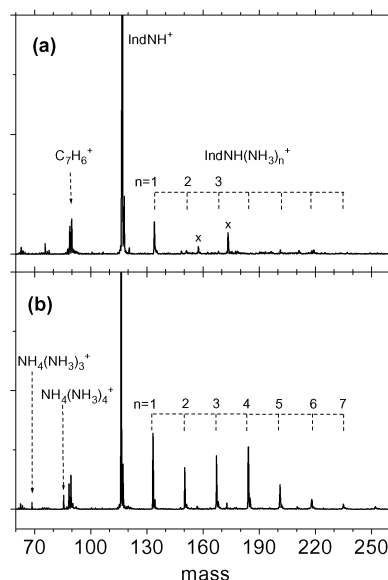 (a)
IndNH⁺
C₇H₆⁺
IndNH(NH₃)ₙ⁺
n=1 2 3
x x
(b)
NH₄(NH₃)₃⁺
NH₄(NH₃)₄⁺
n=1 2 3 4 5 6 7
70 100 130 160 190 220 250
mass